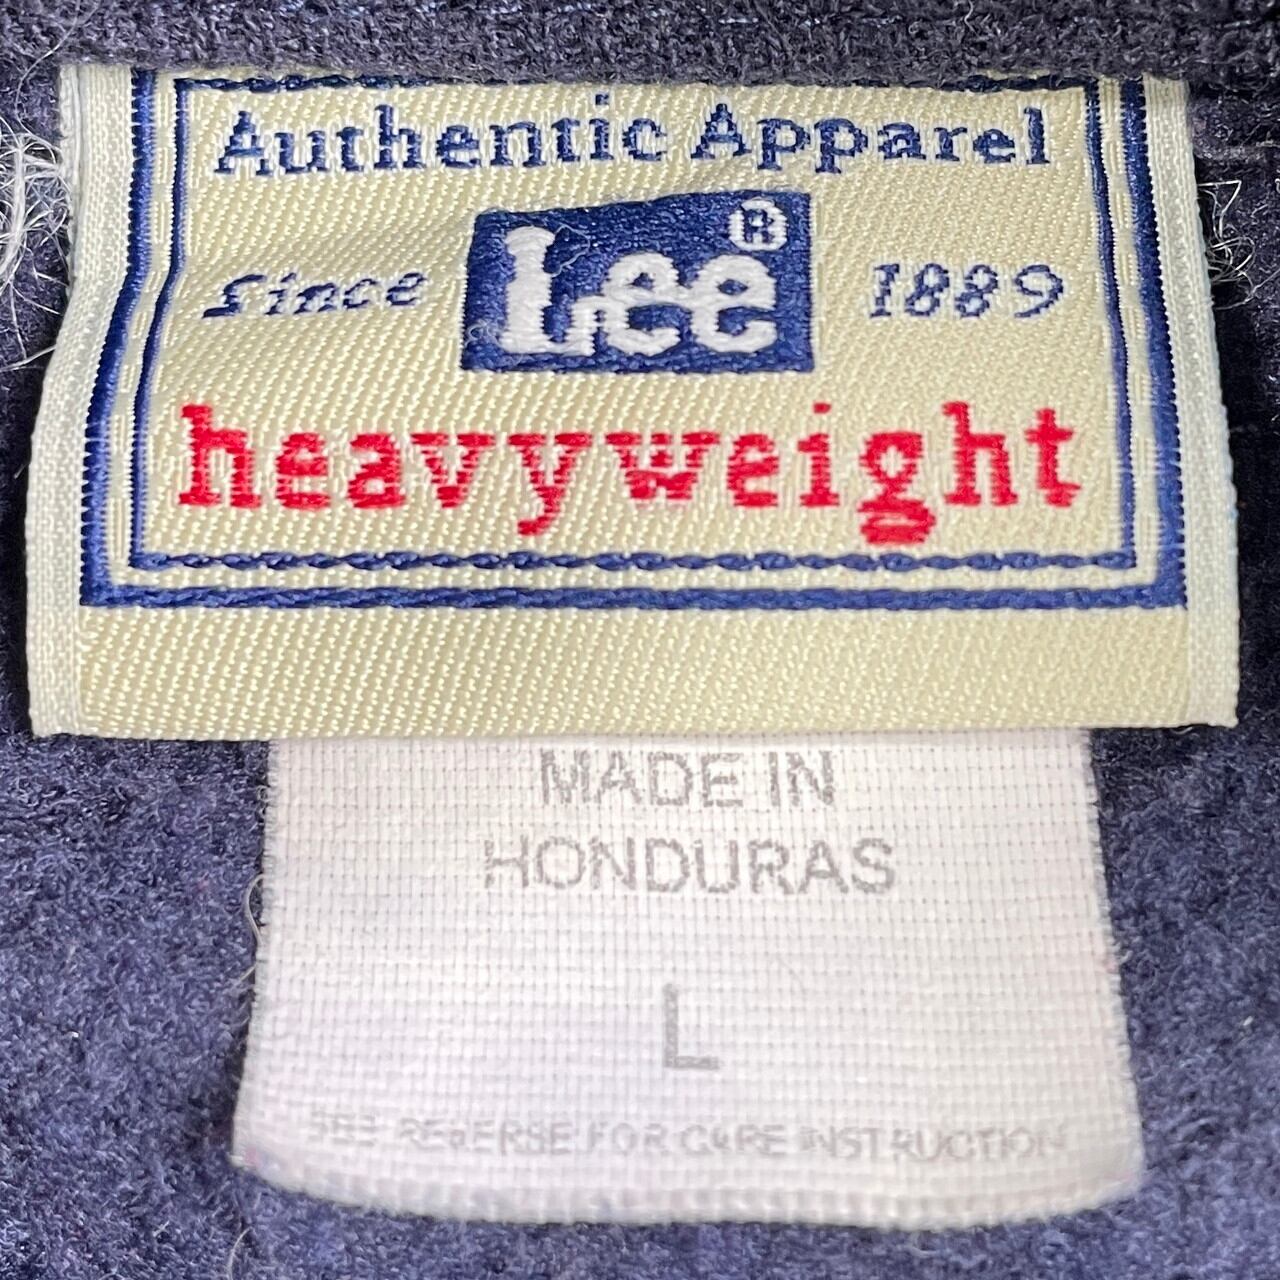 Authentic Apparel
Since Lee® 1889
heavyweight
MADE IN
HONDURAS
L
SEE REVERSE FOR CARE INSTRUCTION